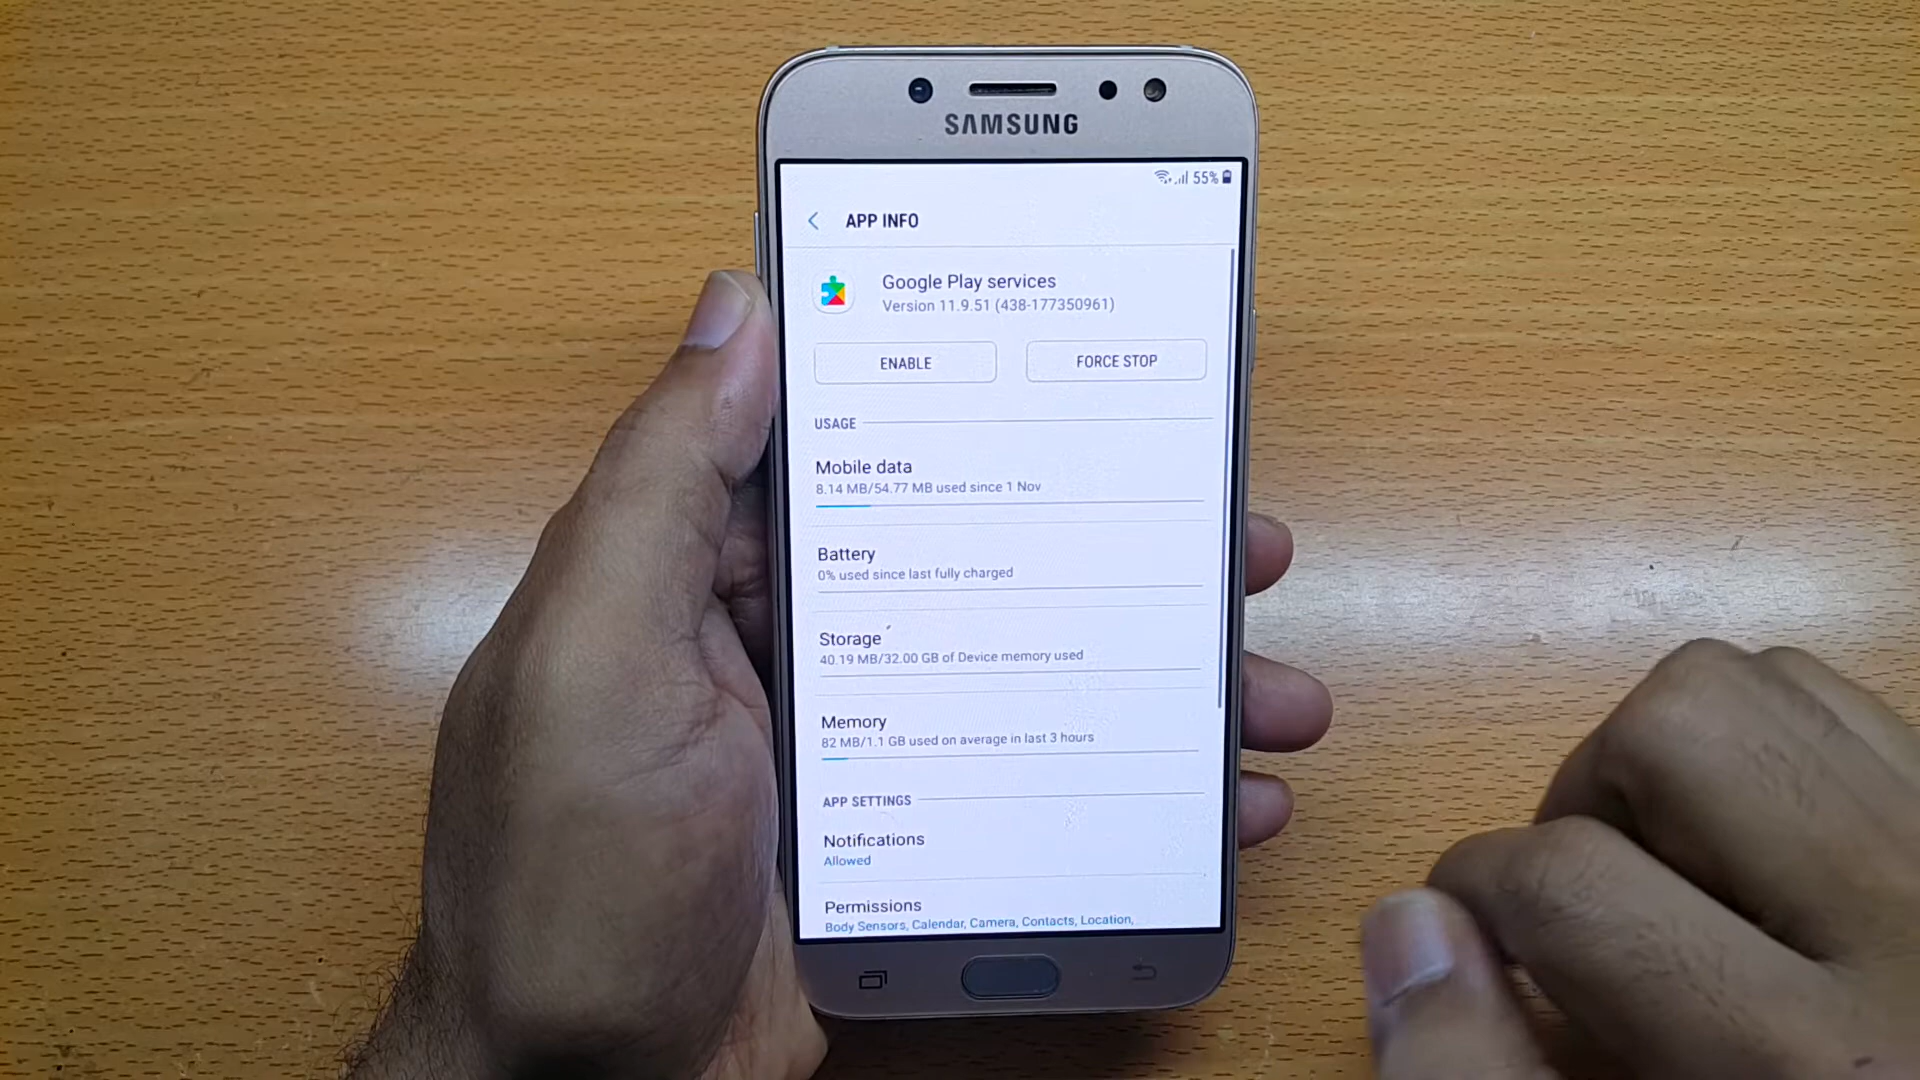 SAMSUNG
55%
APP INFO
Google Play services
Version 11.9.51 (438-177350961)
ENABLE
FORCE STOP
USAGE
Mobile data
8.14 MB/54.77 MB used since 1 Nov
Battery
0% used since last fully charged
Storage
40.19 MB/32.00 GB of Device memory used
Memory
82 MB/1.1 GB used on average in last 3 hours
APP SETTINGS
Notifications
Allowed
Permissions
Body Sensors, Calendar, Camera, Contacts, Location,